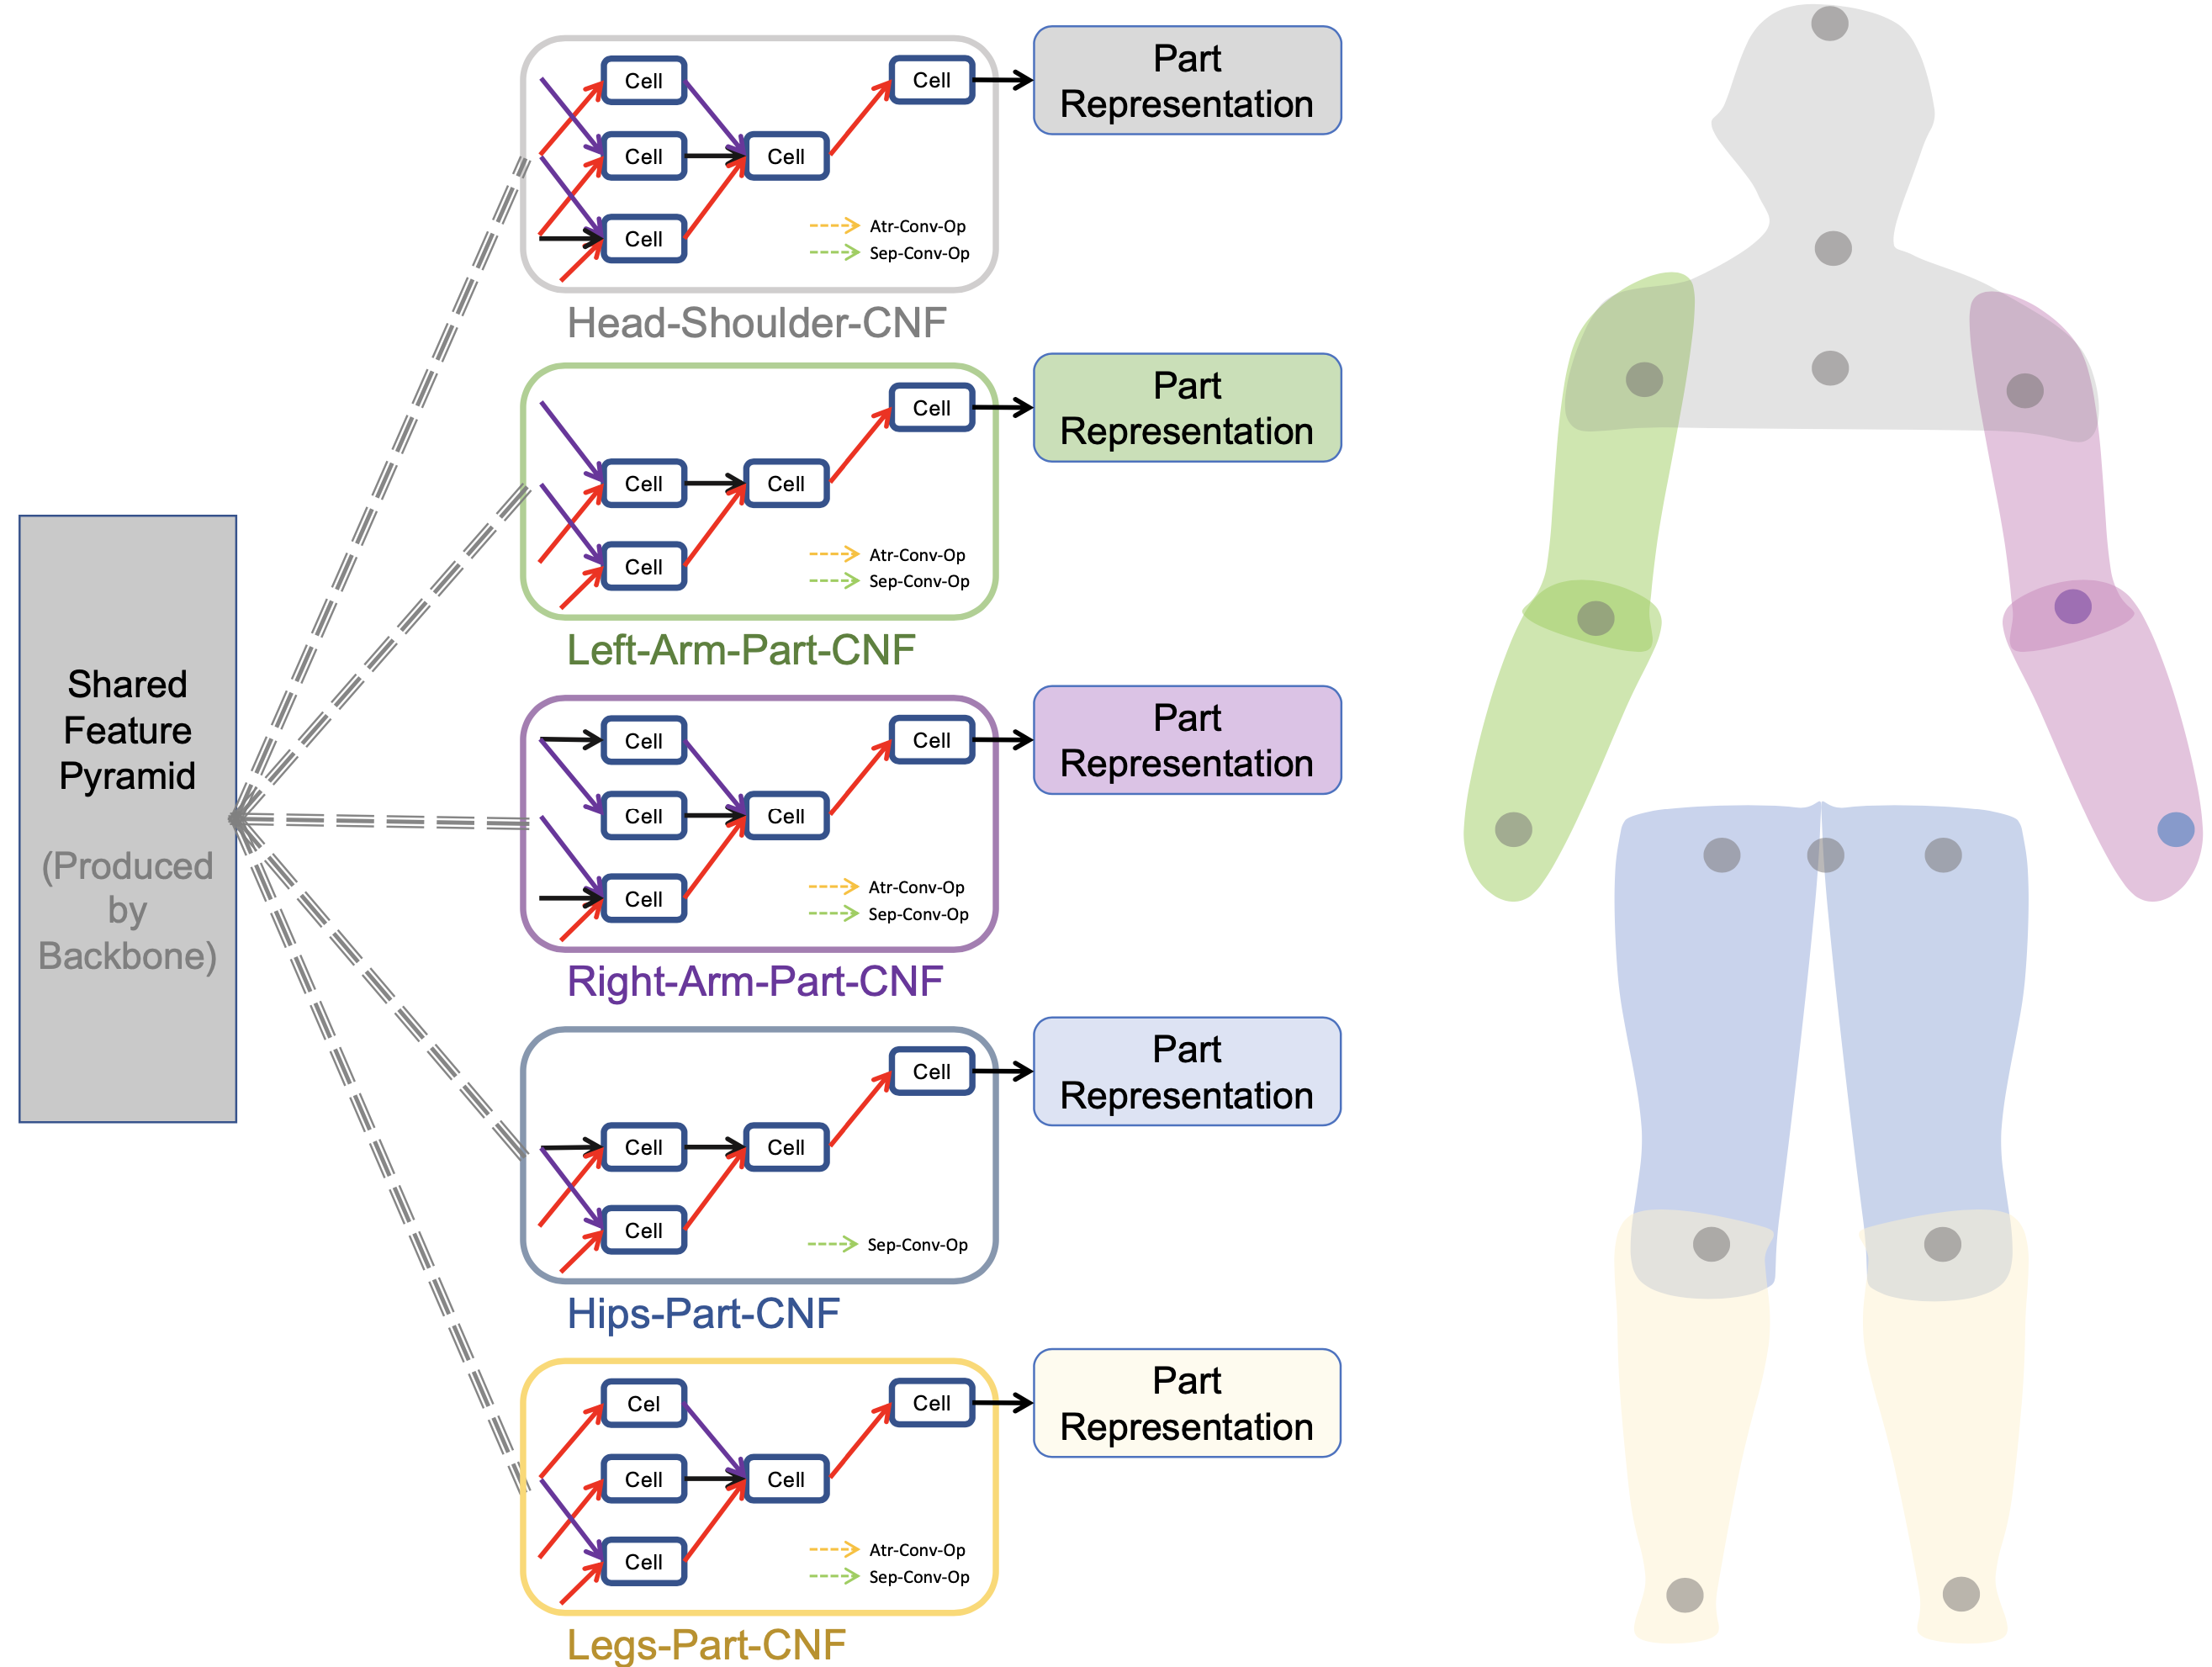 Shared
Feature
Pyramid
(Produced
by
Backbone)
Cell
Cell
Cell
Cell
Cell
Atr-Conv-Op
Sep-Conv-Op
Head-Shoulder-CNF
Part
Representation
Cell
Cell
Cell
Cell
Atr-Conv-Op
Sep-Conv-Op
Left-Arm-Part-CNF
Part
Representation
Cell
Cell
Cell
Cell
Cell
Atr-Conv-Op
Sep-Conv-Op
Right-Arm-Part-CNF
Part
Representation
Cell
Cell
Cell
Cell
Sep-Conv-Op
Hips-Part-CNF
Part
Representation
Cel
Cell
Cell
Cell
Cell
Atr-Conv-Op
Sep-Conv-Op
Legs-Part-CNF
Part
Representation